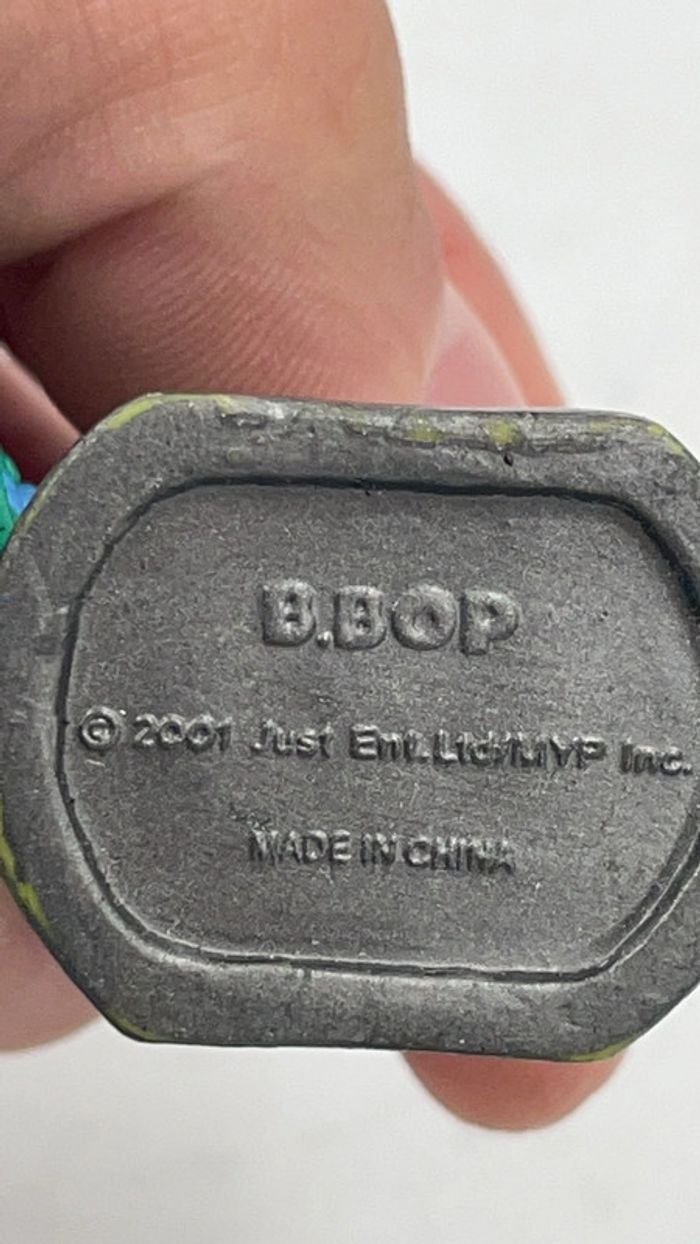 B.BOP
© 2001 Just Ent.Ltd/MYP Inc.
MADE IN CHINA